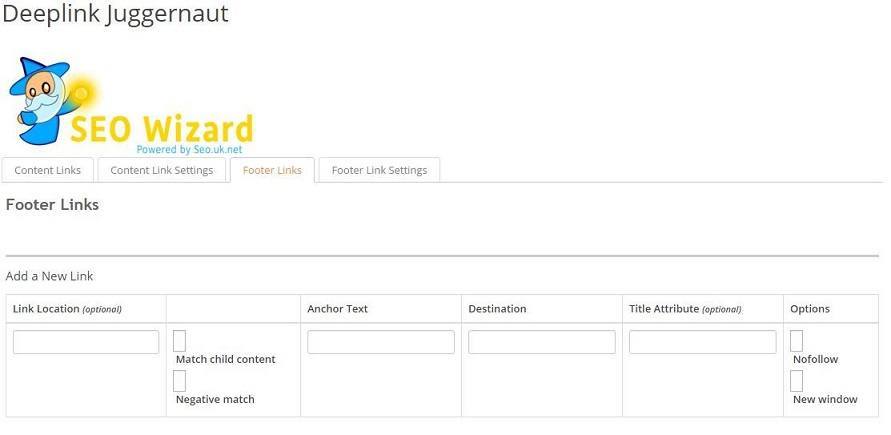 Deeplink Juggernaut
SEO Wizard
Powered by Seo.uk.net
Content Links
Content Link Settings
Footer Links
Footer Link Settings
Footer Links
Add a New Link
Link Location (optional)
Anchor Text
Destination
Title Attribute (optional)
Options
Match child content
Nofollow
Negative match
New window